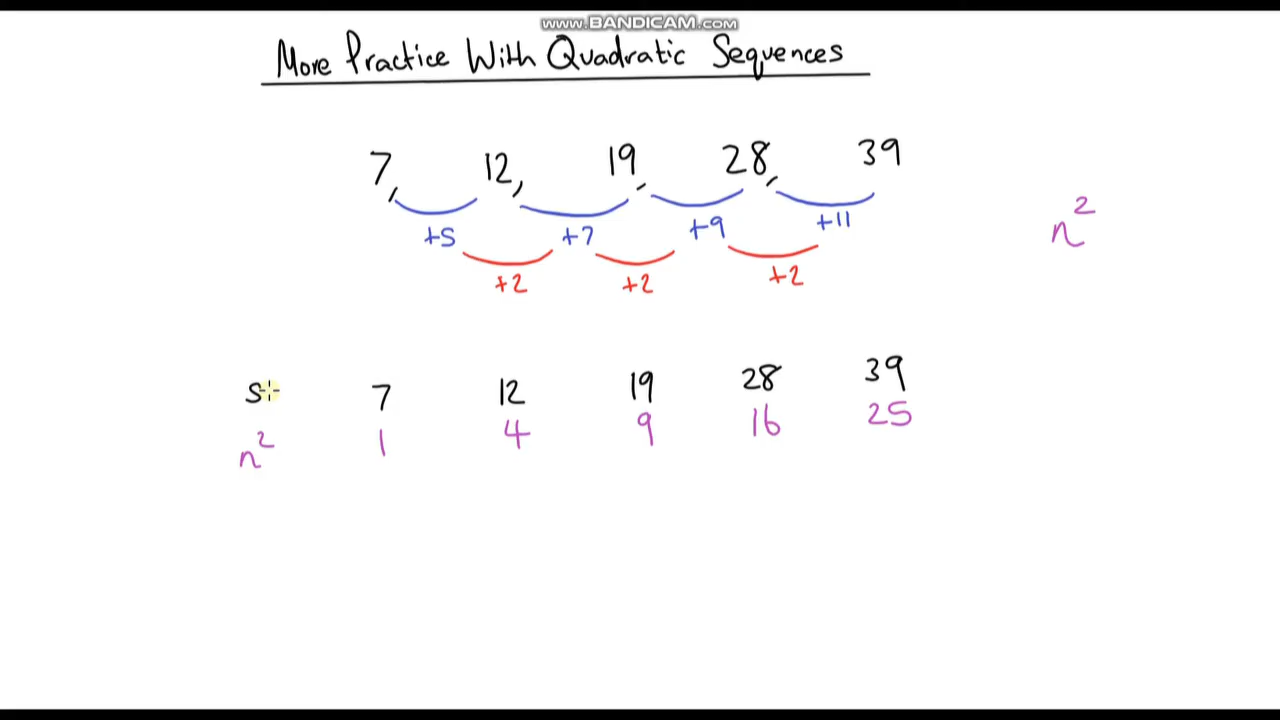 www.BANDICAM.com
More Practice With Quadratic Sequences
7, 12, 19, 28, 39
+5 +7 +9 +11
n²
+2 +2 +2
S 7 12 19 28 39
n² 1 4 9 16 25